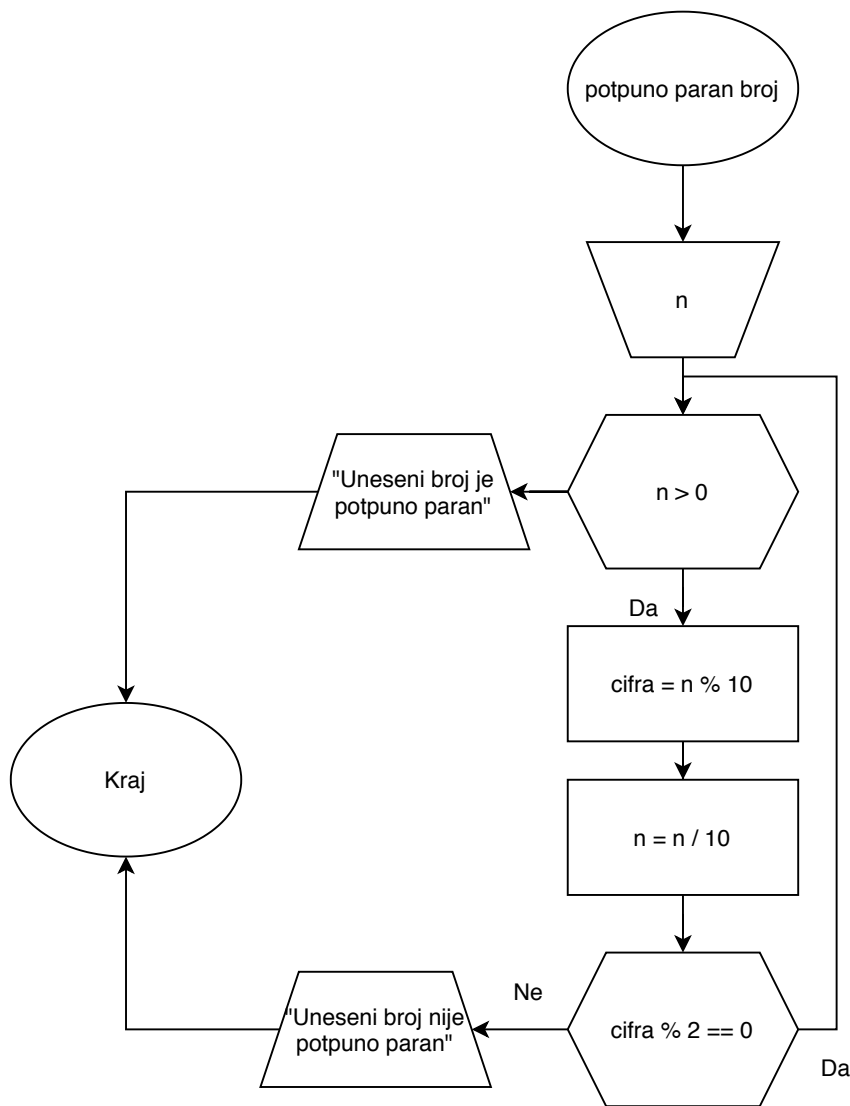 potpuno paran broj
n
n > 0
"Uneseni broj je
potpuno paran"
Da
cifra = n % 10
n = n / 10
Kraj
cifra % 2 == 0
Ne
"Uneseni broj nije
potpuno paran"
Da